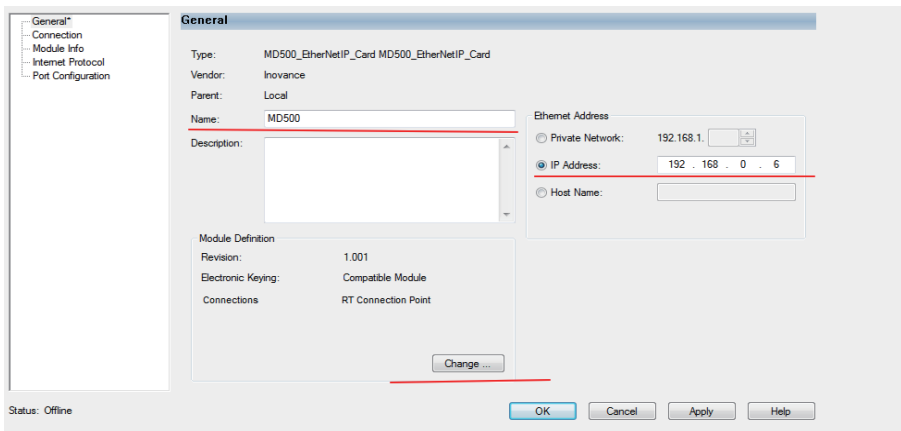 General*
Connection
Module Info
Internet Protocol
Port Configuration
General
Type: MD500_EtherNetIP_Card MD500_EtherNetIP_Card
Vendor: Inovance
Parent: Local
Name: MD500
Description:
Ethernet Address
Private Network: 192.168.1.
IP Address: 192 . 168 . 0 . 6
Host Name:
Module Definition
Revision: 1.001
Electronic Keying: Compatible Module
Connections RT Connection Point
Change ...
Status: Offline
OK Cancel Apply Help